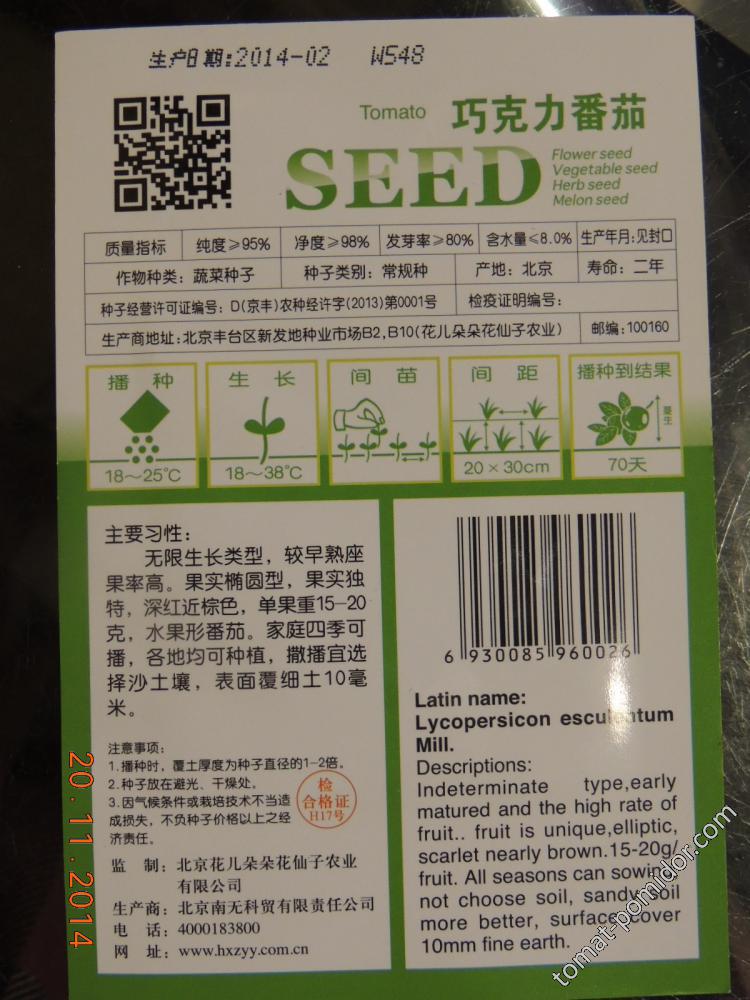 生产日期:2014-02 W548
Tomato 巧克力番茄
SEED
Flower seed
Vegetable seed
Herb seed
Melon seed
质量指标 纯度≥95% 净度≥98% 发芽率≥80% 含水量≤8.0% 生产年月:见封口
作物种类: 蔬菜种子 种子类别: 常规种 产地: 北京 寿命: 二年
种子经营许可证编号: D(京丰)农种经许字(2013)第0001号 检疫证明编号:
生产商地址:北京丰台区新发地种业市场B2,B10(花儿朵朵花仙子农业) 邮编:100160
播种 生长 间苗 间距 播种到结果
蔓生
18~25℃ 18~38℃ 20×30cm 70天
主要习性:
无限生长类型，较早熟座
果率高。果实椭圆型，果实独
特，深红近棕色，单果重15-20
克，水果形番茄。家庭四季可
播，各地均可种植，撒播宜选
择沙土壤，表面覆细土10毫
米。
注意事项:
1.播种时，覆土厚度为种子直径的1-2倍。
2.种子放在避光、干燥处。
3.因气候条件或栽培技术不当造
成损失，不负种子价格以上之经
济责任。
检
合格证
H17号
监 制: 北京花儿朵朵花仙子农业
有限公司
生产商: 北京南无科贸有限责任公司
电 话: 4000183800
网 址: www.hxzyy.com.cn
6 930085 960026
Latin name:
Lycopersicon esculentum
Mill.
Descriptions:
Indeterminate type,early
matured and the high rate of
fruit.. fruit is unique,elliptic,
scarlet nearly brown.15-20g/
fruit. All seasons can sowing,
not choose soil, sandy soil
more better, surface cover
10mm fine earth.
20.11.2014
tomat-pomidor.com